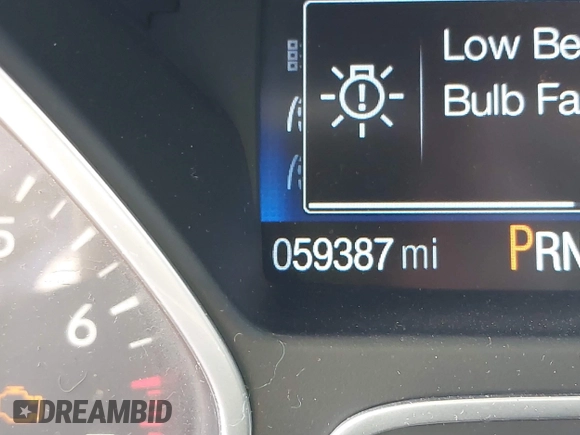 Low Be
Bulb Fa
059387 mi
PRN
5
6
DREAMBID